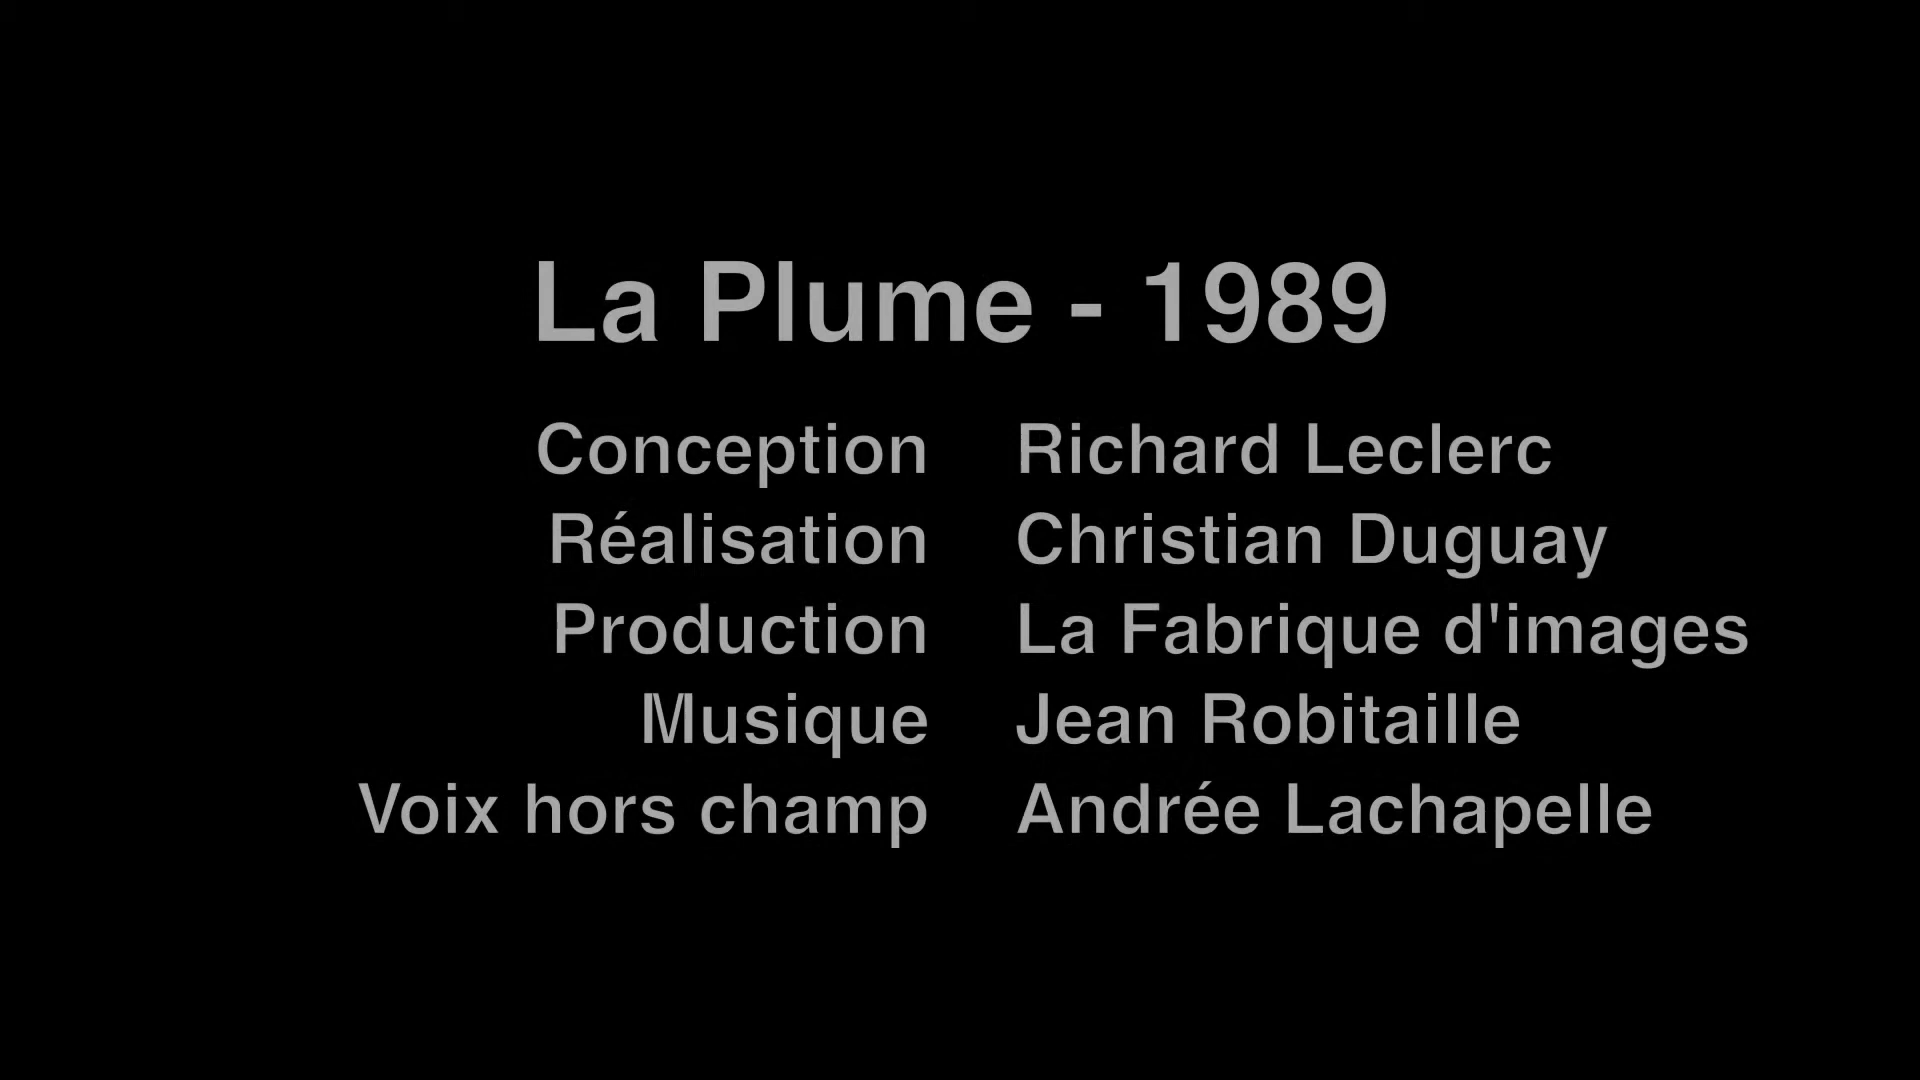 La Plume - 1989
Conception Richard Leclerc
Réalisation Christian Duguay
Production La Fabrique d'images
Musique Jean Robitaille
Voix hors champ Andrée Lachapelle